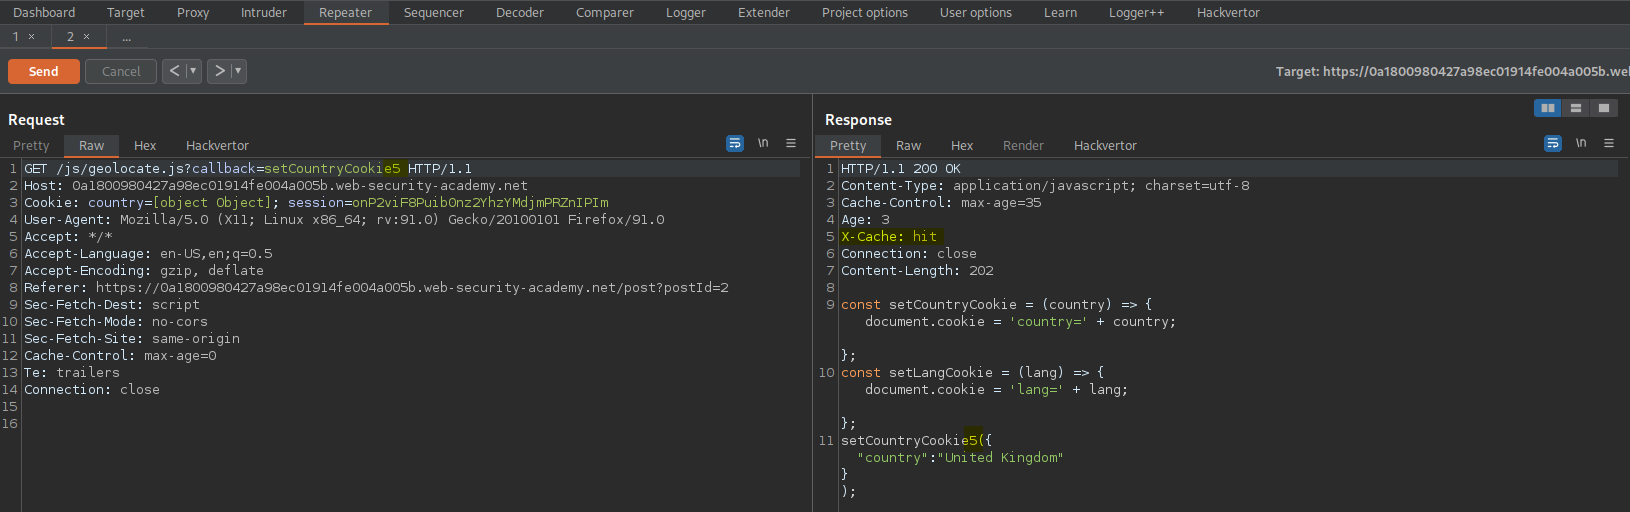 Dashboard Target Proxy Intruder Repeater Sequencer Decoder Comparer Logger Extender Project options User options Learn Logger++ Hackvertor
1 × 2 × ...
Send Cancel < ▾ > ▾ Target: https://0a1800980427a98ec01914fe004a005b.we
Request
Pretty Raw Hex Hackvertor \n ≡
1 GET /js/geolocate.js?callback=setCountryCookie5 HTTP/1.1
2 Host: 0a1800980427a98ec01914fe004a005b.web-security-academy.net
3 Cookie: country=[object Object]; session=onP2viF8Puib0nz2YhzYMdjmPRZnIPIm
4 User-Agent: Mozilla/5.0 (X11; Linux x86_64; rv:91.0) Gecko/20100101 Firefox/91.0
5 Accept: */*
6 Accept-Language: en-US,en;q=0.5
7 Accept-Encoding: gzip, deflate
8 Referer: https://0a1800980427a98ec01914fe004a005b.web-security-academy.net/post?postId=2
9 Sec-Fetch-Dest: script
10 Sec-Fetch-Mode: no-cors
11 Sec-Fetch-Site: same-origin
12 Cache-Control: max-age=0
13 Te: trailers
14 Connection: close
15
16
Response
Pretty Raw Hex Render Hackvertor \n ≡
1 HTTP/1.1 200 OK
2 Content-Type: application/javascript; charset=utf-8
3 Cache-Control: max-age=35
4 Age: 3
5 X-Cache: hit
6 Connection: close
7 Content-Length: 202
8
9 const setCountryCookie = (country) => {
document.cookie = 'country=' + country;
};
10 const setLangCookie = (lang) => {
document.cookie = 'lang=' + lang;
};
11 setCountryCookie5({
"country":"United Kingdom"
}
);